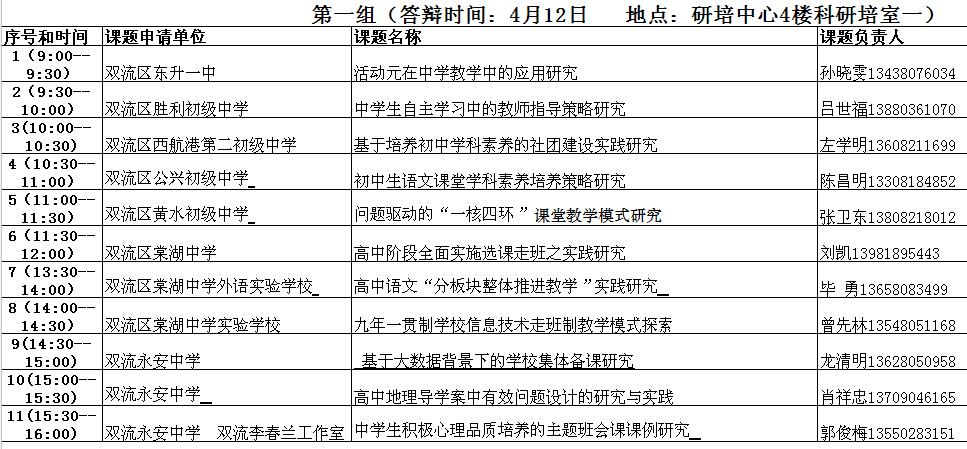 第一组（答辩时间：4月12日 地点：研培中心4楼科研培室一）
序号和时间 课题申请单位 课题名称 课题负责人
1（9:00--9:30） 双流区东升一中 活动元在中学教学中的应用研究 孙晓雯13438076034
2（9:30--10:00） 双流区胜利初级中学 中学生自主学习中的教师指导策略研究 吕世福13880361070
3(10:00--10:30) 双流区西航港第二初级中学 基于培养初中学科素养的社团建设实践研究 左学明13608211699
4（10:30--11:00） 双流区公兴初级中学 初中生语文课堂学科素养培养策略研究 陈昌明13308184852
5（11:00--11:30） 双流区黄水初级中学 问题驱动的“一核四环”课堂教学模式研究 张卫东13808218012
6（11:30--12:00） 双流区棠湖中学 高中阶段全面实施选课走班之实践研究 刘凯13981895443
7（13:30--14:00） 双流区棠湖中学外语实验学校 高中语文“分板块整体推进教学”实践研究 毕 勇13658083499
8（14:00--14:30） 双流区棠湖中学实验学校 九年一贯制学校信息技术走班制教学模式探索 曾先林13548051168
9(14:30--15:00) 双流永安中学 基于大数据背景下的学校集体备课研究 龙清明13628050958
10(15:00--15:30) 双流永安中学 高中地理导学案中有效问题设计的研究与实践 肖祥忠13709046165
11(15:30--16:00) 双流永安中学 双流李春兰工作室 中学生积极心理品质培养的主题班会课课例研究 郭俊梅13550283151